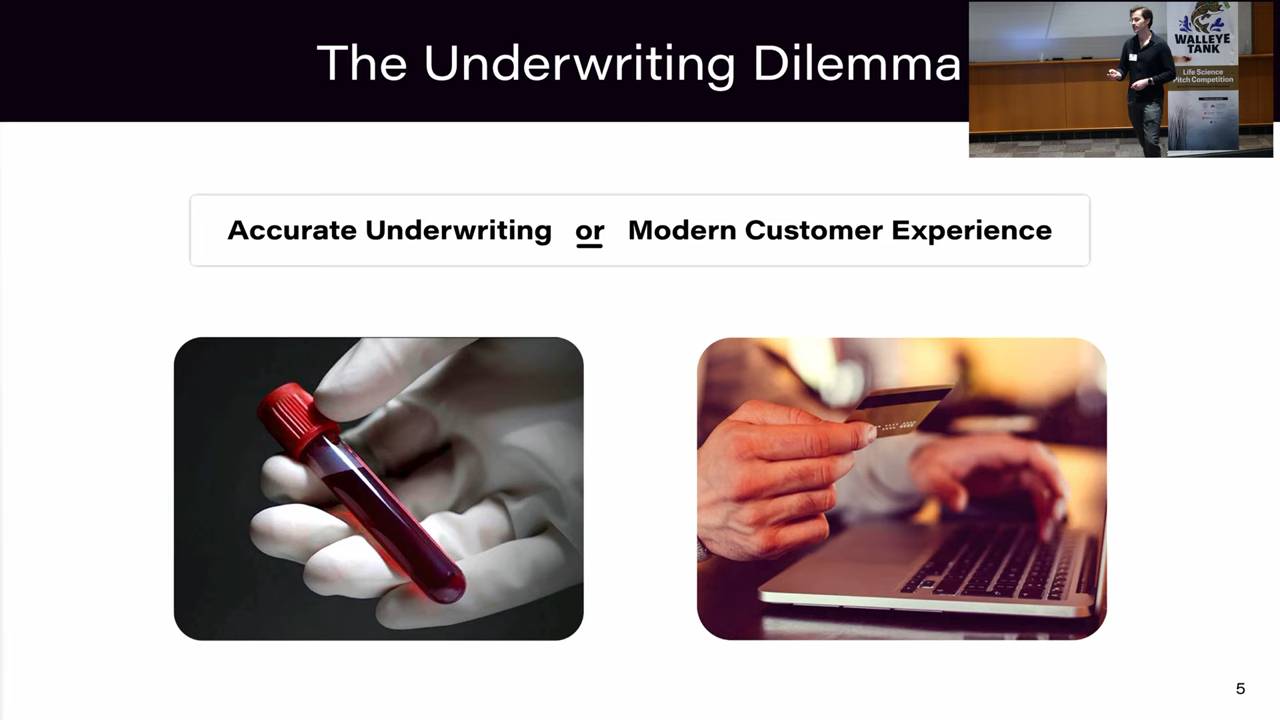 The Underwriting Dilemma
WALLEYE
TANK
Life Science
Pitch Competition
Accurate Underwriting or Modern Customer Experience
5